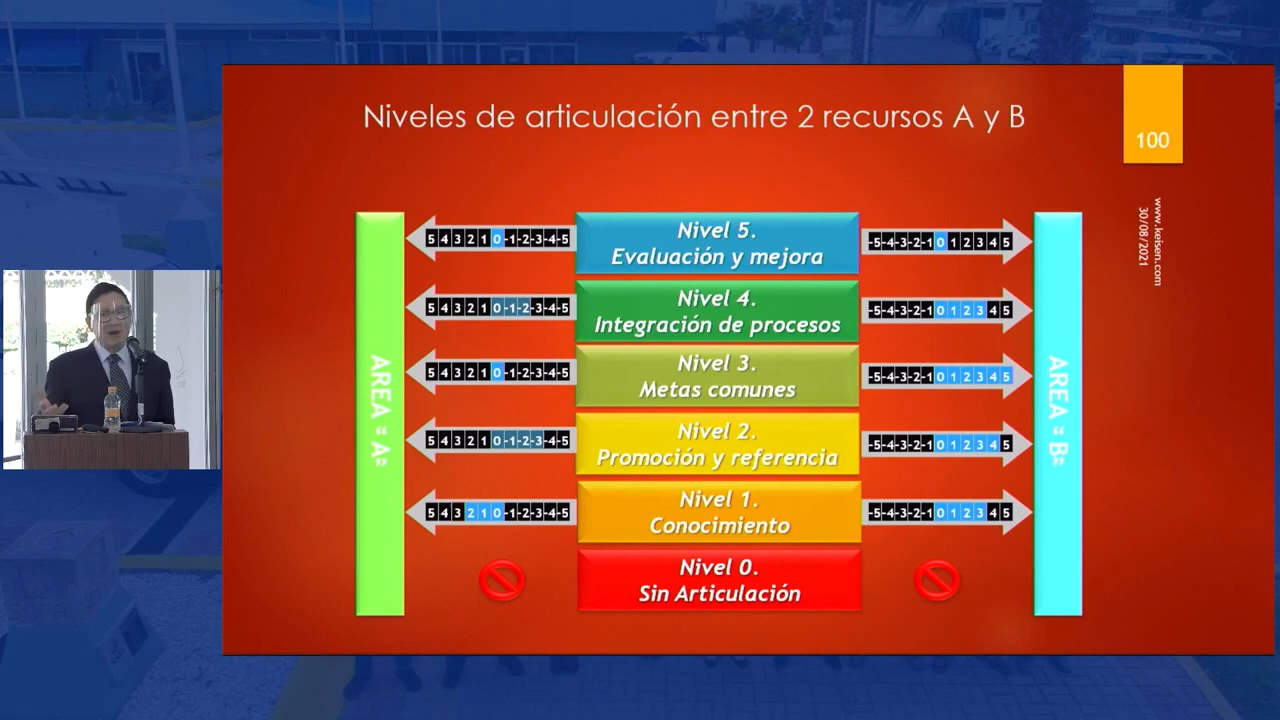 Niveles de articulación entre 2 recursos A y B
100
www.keisen.com
30/08/2021
5 4 3 2 1 0 -1 -2 -3 -4 -5
Nivel 5.
Evaluación y mejora
-5 -4 -3 -2 -1 0 1 2 3 4 5
5 4 3 2 1 0 -1 -2 -3 -4 -5
Nivel 4.
Integración de procesos
-5 -4 -3 -2 -1 0 1 2 3 4 5
5 4 3 2 1 0 -1 -2 -3 -4 -5
Nivel 3.
Metas comunes
-5 -4 -3 -2 -1 0 1 2 3 4 5
5 4 3 2 1 0 -1 -2 -3 -4 -5
Nivel 2.
Promoción y referencia
-5 -4 -3 -2 -1 0 1 2 3 4 5
5 4 3 2 1 0 -1 -2 -3 -4 -5
Nivel 1.
Conocimiento
-5 -4 -3 -2 -1 0 1 2 3 4 5
Nivel 0.
Sin Articulación
AREA "A"
AREA "B"